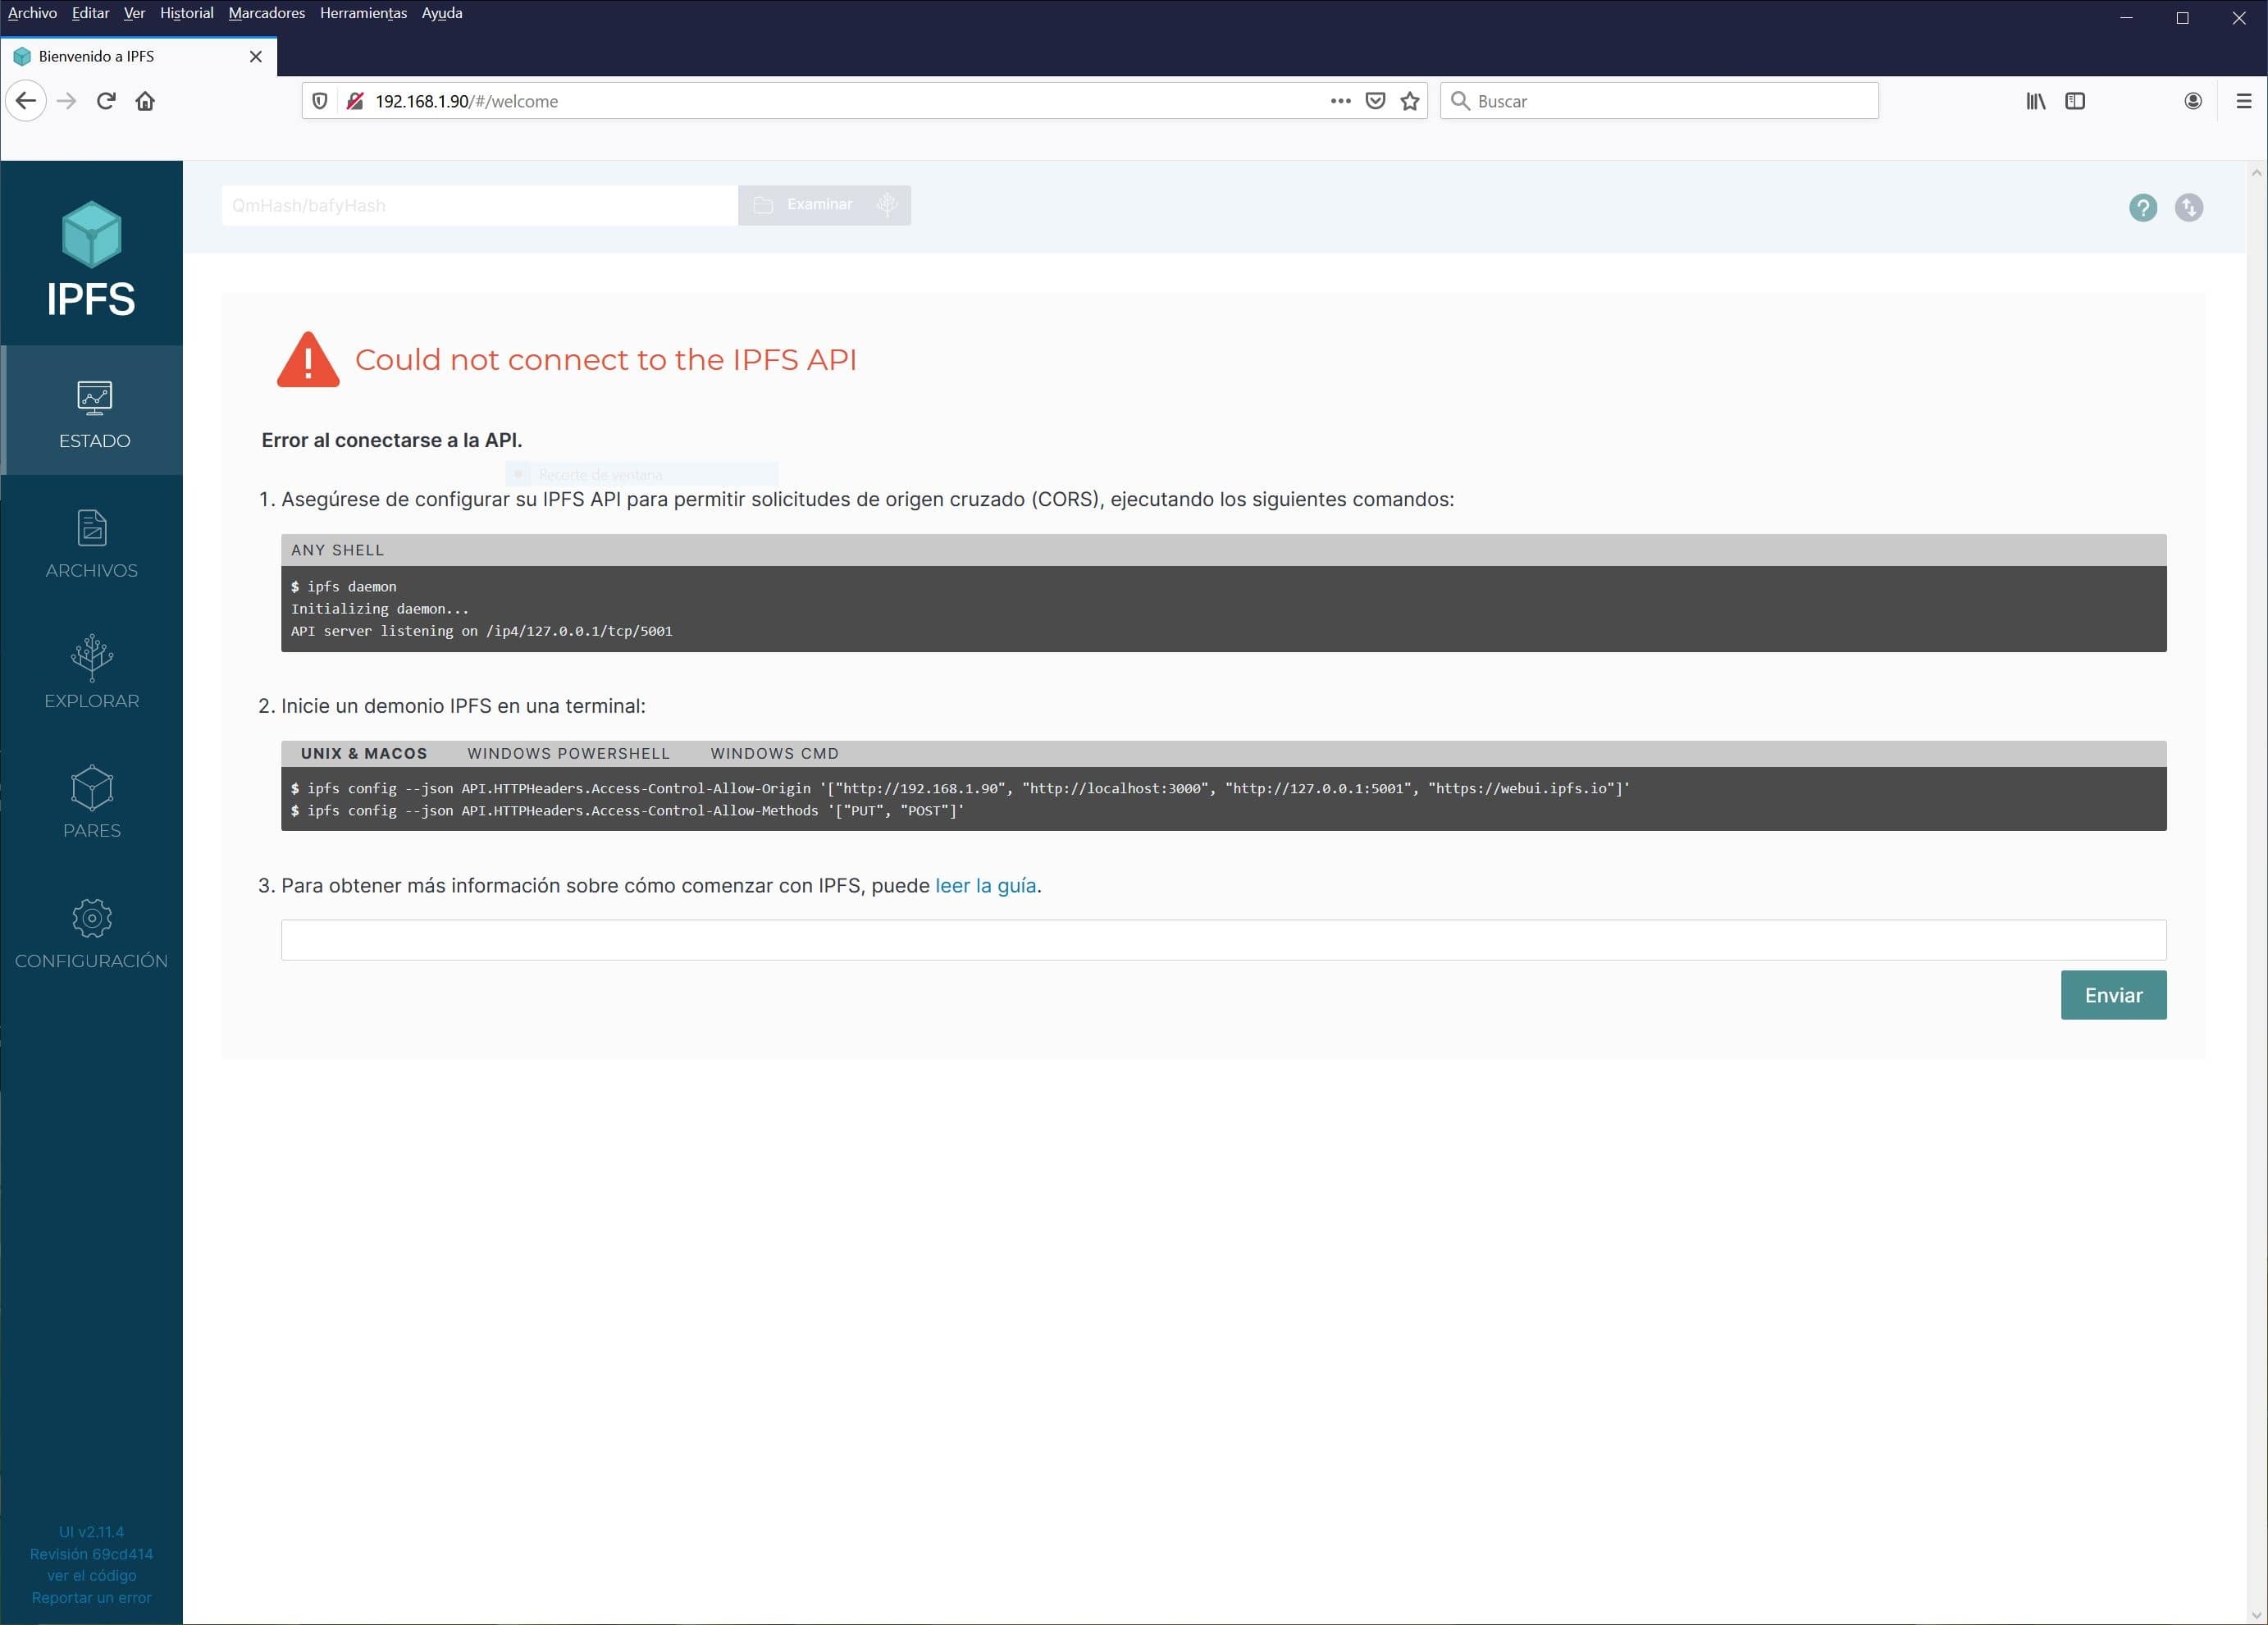 Archivo Editar Ver Historial Marcadores Herramientas Ayuda
Bienvenido a IPFS
192.168.1.90/#/welcome
Buscar
QmHash/bafyHash
Examinar
IPFS
ESTADO
ARCHIVOS
EXPLORAR
PARES
CONFIGURACIÓN
Could not connect to the IPFS API
Error al conectarse a la API.
Recorte de ventana
1. Asegúrese de configurar su IPFS API para permitir solicitudes de origen cruzado (CORS), ejecutando los siguientes comandos:
ANY SHELL
$ ipfs daemon
Initializing daemon...
API server listening on /ip4/127.0.0.1/tcp/5001
2. Inicie un demonio IPFS en una terminal:
UNIX & MACOS WINDOWS POWERSHELL WINDOWS CMD
$ ipfs config --json API.HTTPHeaders.Access-Control-Allow-Origin '["http://192.168.1.90", "http://localhost:3000", "http://127.0.0.1:5001", "https://webui.ipfs.io"]'
$ ipfs config --json API.HTTPHeaders.Access-Control-Allow-Methods '["PUT", "POST"]'
3. Para obtener más información sobre cómo comenzar con IPFS, puede leer la guía.
Enviar
UI v2.11.4
Revisión 69cd414
ver el código
Reportar un error